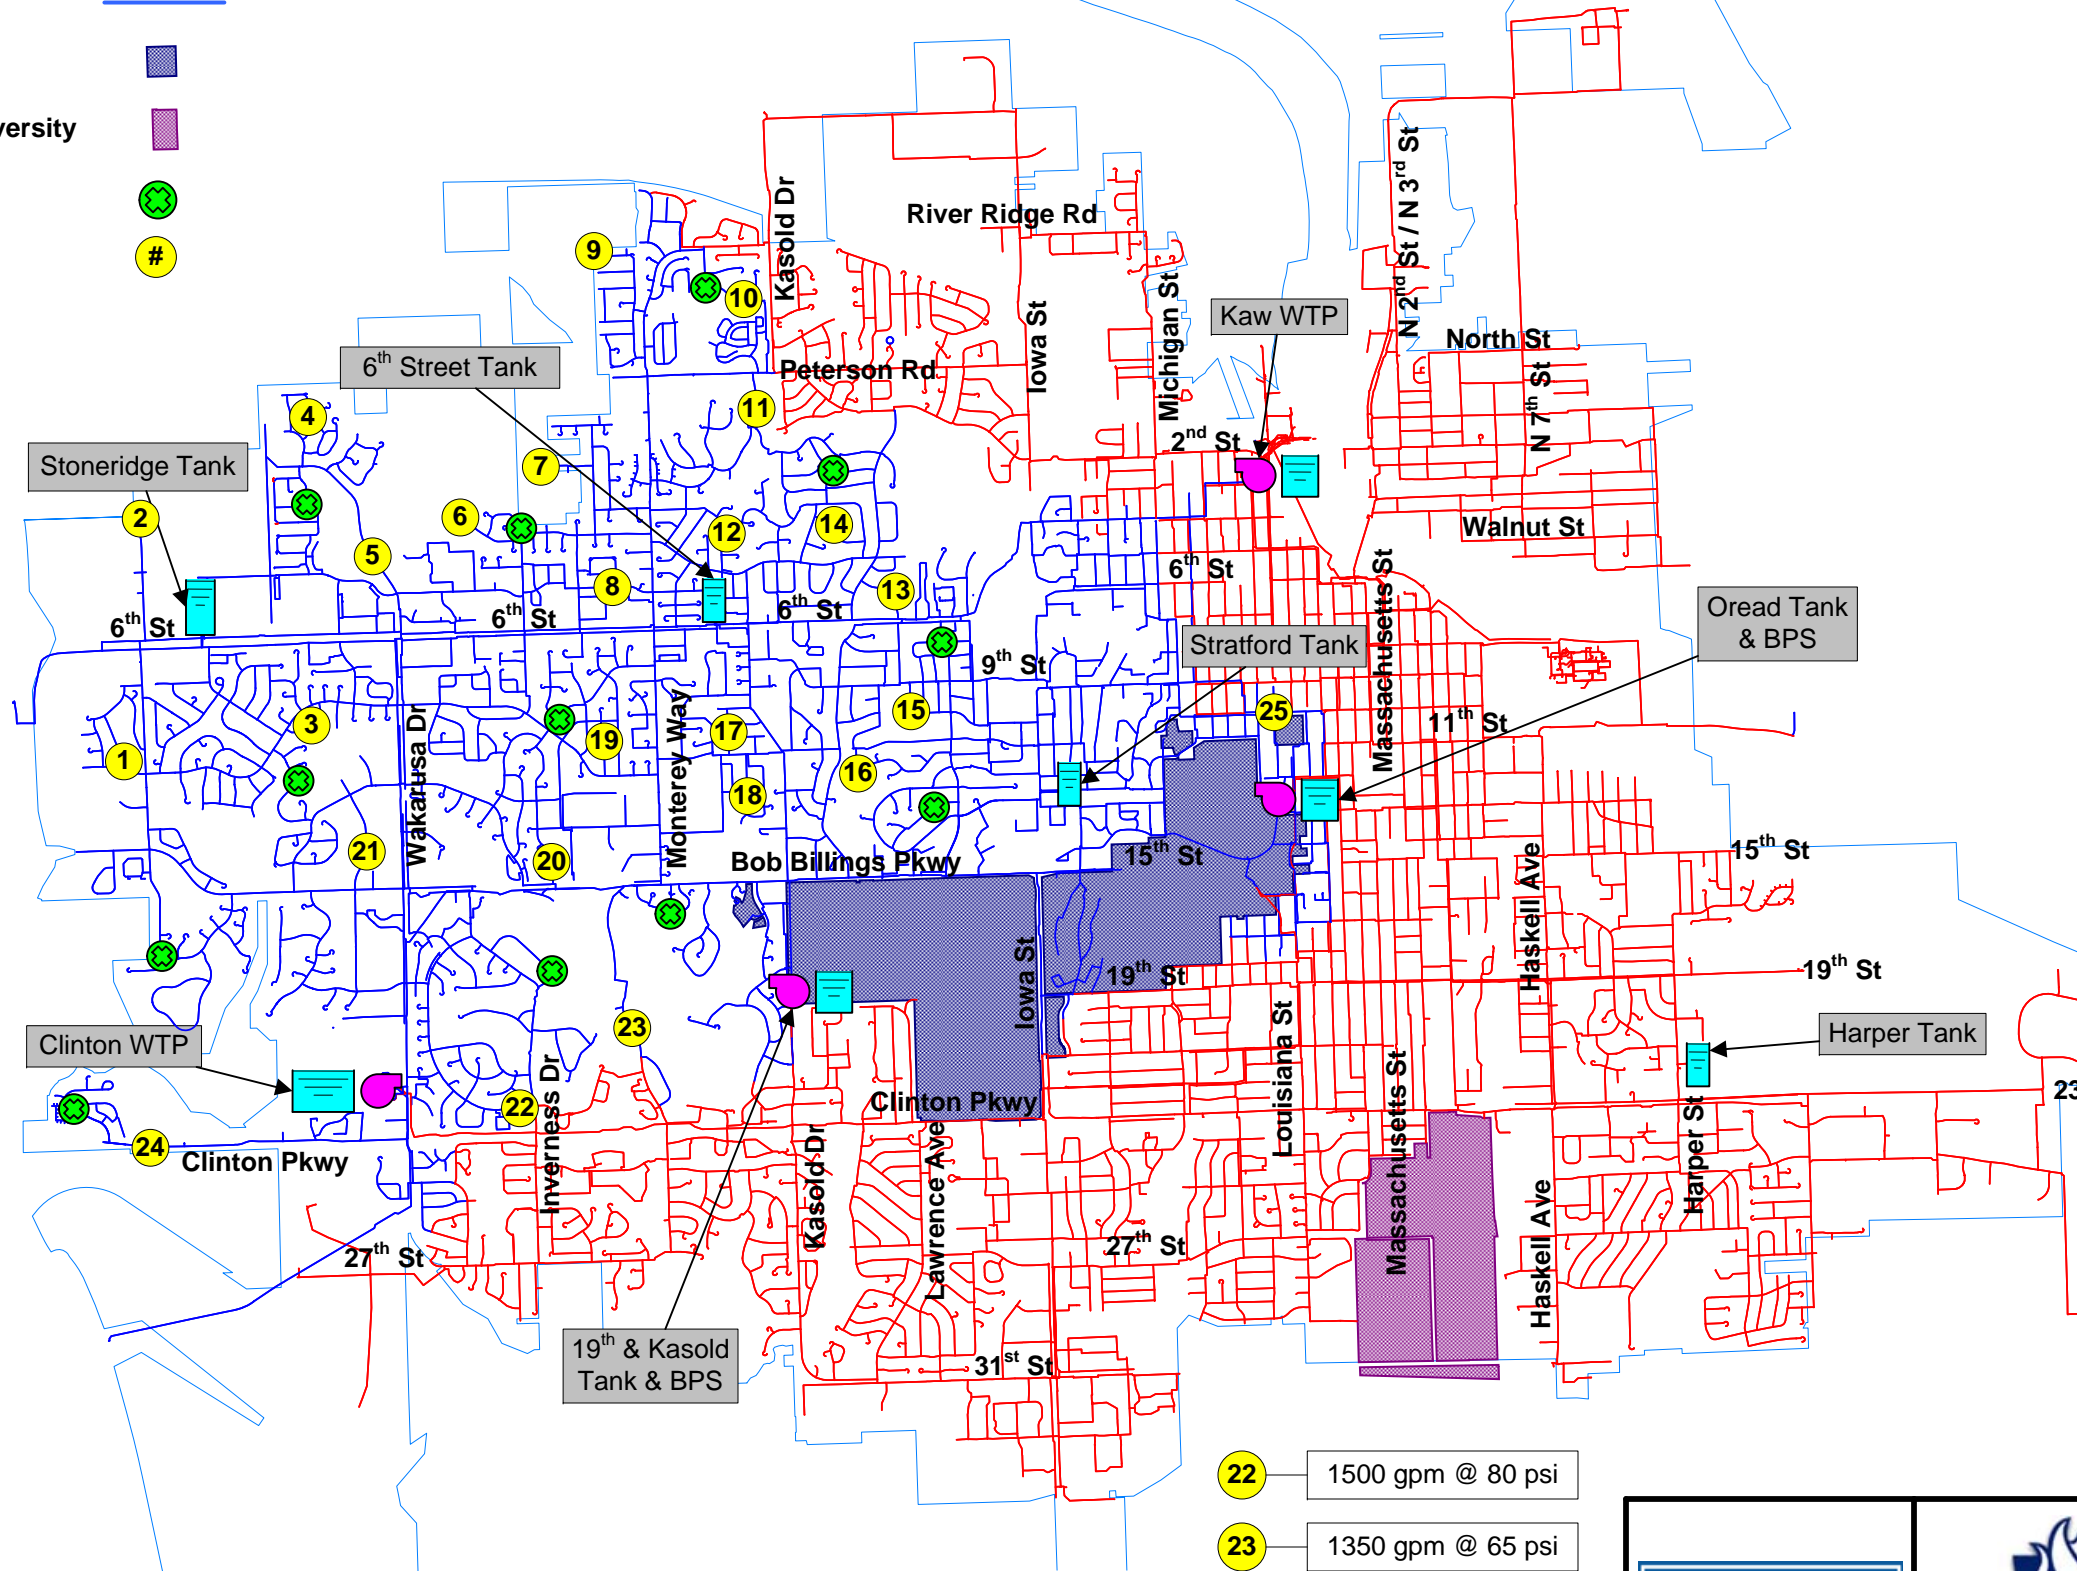 versity
#
Kasold Dr
River Ridge Rd
N 2nd St / N 3rd St
9
10
Iowa St
Michigan St
Kaw WTP
North St
6th Street Tank
Peterson Rd
N 7th St
11
4
2nd St
Stoneridge Tank
7
2
6
12
14
Walnut St
5
6th St
8
13
6th St
6th St
6th St
Massachusetts St
Oread Tank
& BPS
Stratford Tank
9th St
25
11th St
15
3
Wakarusa Dr
19
Monterey Way
17
1
16
18
21
20
Bob Billings Pkwy
15th St
15th St
Haskell Ave
Iowa St
19th St
19th St
23
Clinton WTP
Louisiana St
Harper Tank
22
Inverness Dr
Clinton Pkwy
23
24
Clinton Pkwy
Kasold Dr
Lawrence Ave
Massachusetts St
Harper St
27th St
27th St
Haskell Ave
19th & Kasold
Tank & BPS
31st St
22
1500 gpm @ 80 psi
23
1350 gpm @ 65 psi